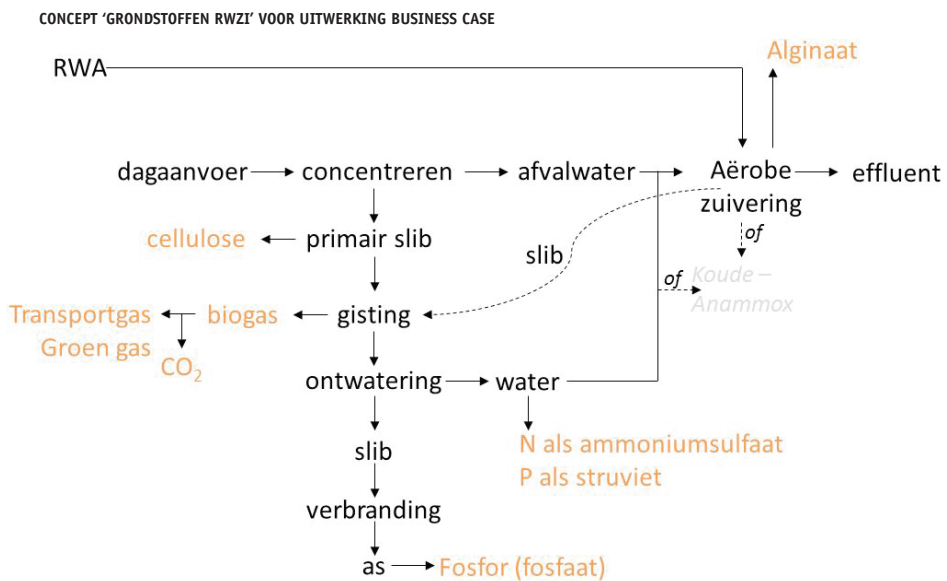 CONCEPT ‘GRONDSTOFFEN RWZI’ VOOR UITWERKING BUSINESS CASE
Alginaat
RWA
dagaanvoer
concentreren
afvalwater
Aërobe
zuivering
effluent
of
cellulose
primair slib
slib
of
Koude –
Anammox
Transportgas
Groen gas
biogas
gisting
CO₂
ontwatering
water
N als ammoniumsulfaat
P als struviet
slib
verbranding
as
Fosfor (fosfaat)